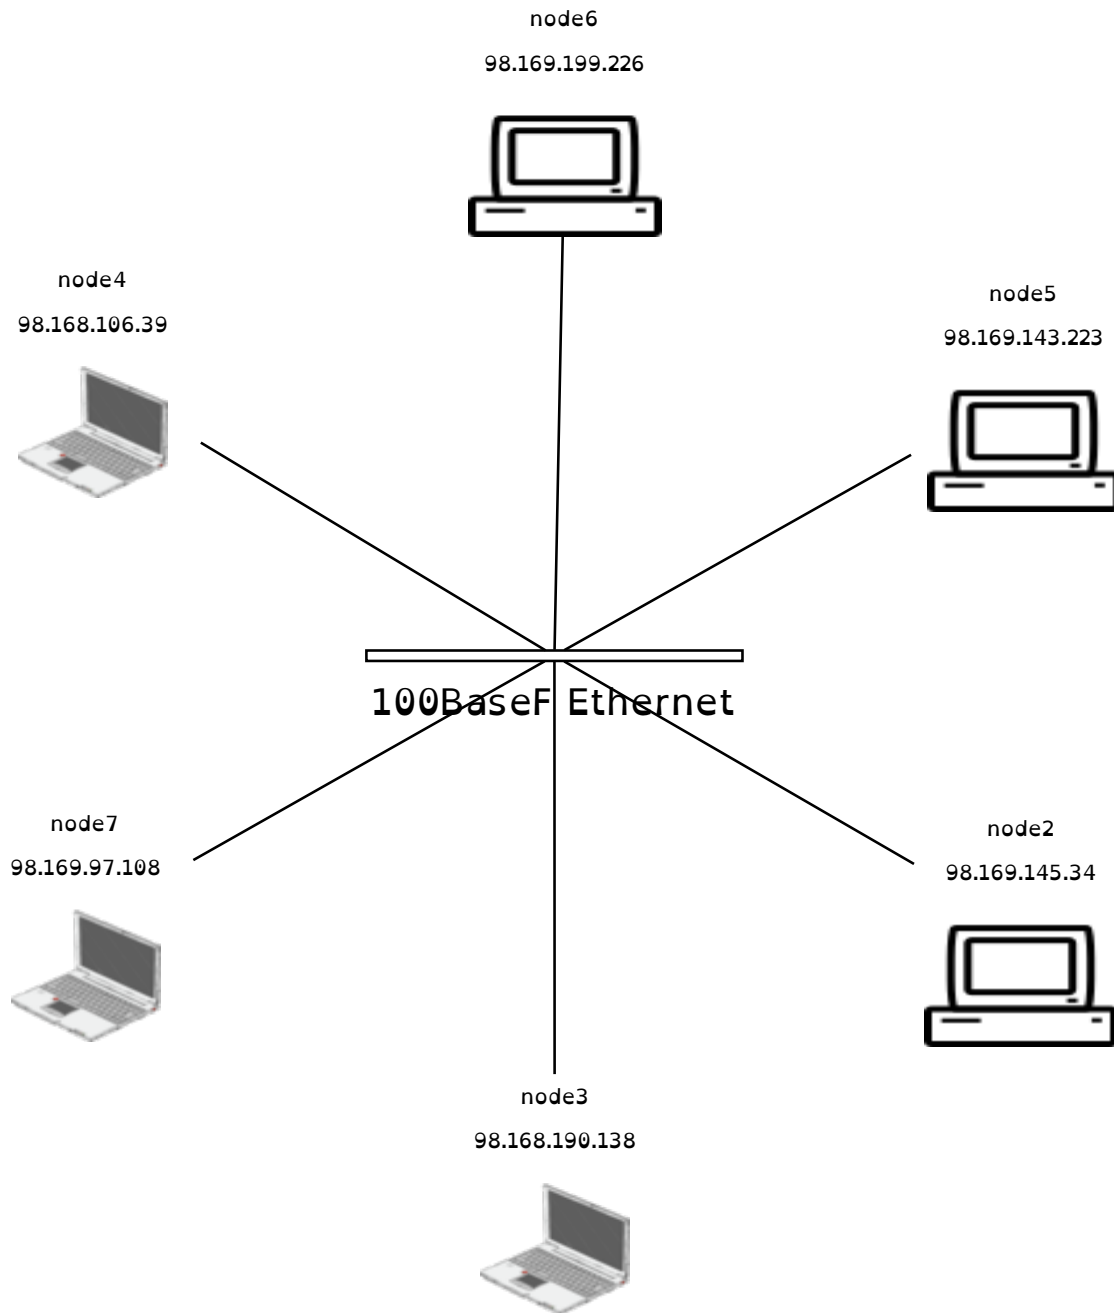 node6
98.169.199.226
node4
98.168.106.39
node5
98.169.143.223
100BaseF Ethernet
node7
98.169.97.108
node2
98.169.145.34
node3
98.168.190.138